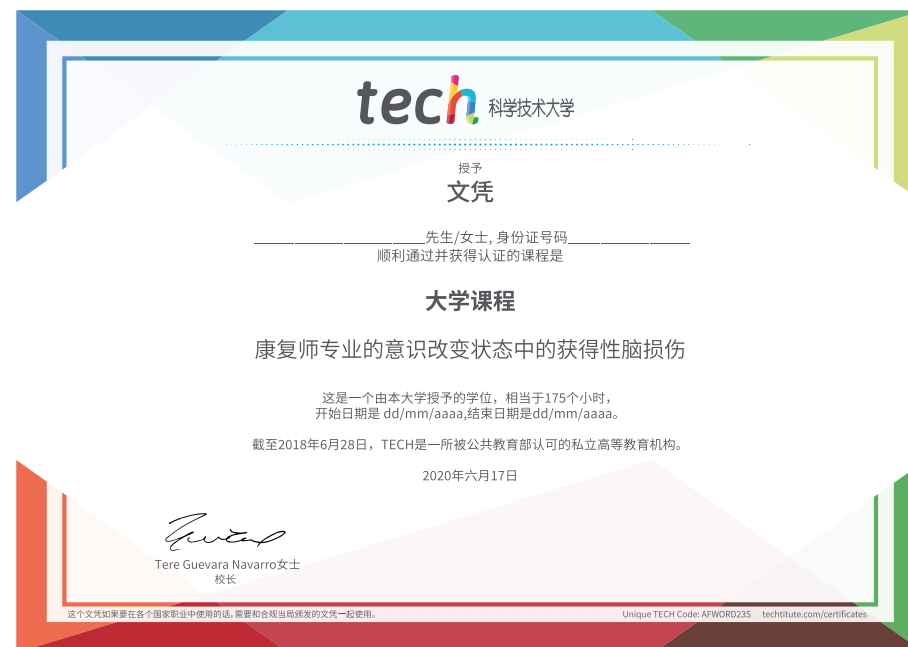 tech 科学技术大学
授予
文凭
先生/女士, 身份证号码
顺利通过并获得认证的课程是
大学课程
康复师专业的意识改变状态中的获得性脑损伤
这是一个由本大学授予的学位，相当于175个小时，
开始日期是 dd/mm/aaaa,结束日期是dd/mm/aaaa。
截至2018年6月28日，TECH是一所被公共教育部认可的私立高等教育机构。
2020年六月17日
Tere Guevara Navarro女士
校长
这个文凭如果要在各个国家职业中使用的话,需要和合规当局颁发的文凭一起使用。
Unique TECH Code: AFWORD23S techtitute.com/certificates